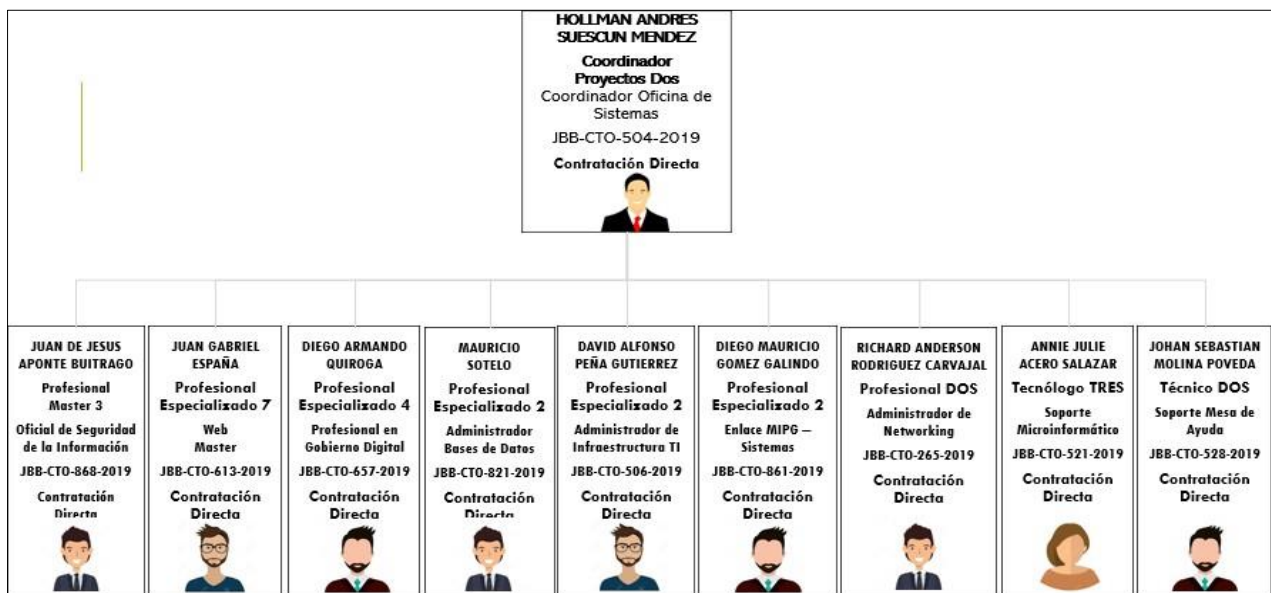 HOLLMAN ANDRES
SUESCUN MENDEZ
Coordinador
Proyectos Dos
Coordinador Oficina de
Sistemas
JBB-CTO-504-2019
Contratación Directa
JUAN DE JESUS
APONTE BUITRAGO
Profesional
Master 3
Oficial de Seguridad
de la Información
JBB-CTO-868-2019
Contratación
Directa
JUAN GABRIEL
ESPAÑA
Profesional
Especializado 7
Web
Master
JBB-CTO-613-2019
Contratación
Directa
DIEGO ARMANDO
QUIROGA
Profesional
Especializado 4
Profesional en
Gobierno Digital
JBB-CTO-657-2019
Contratación
Directa
MAURICIO
SOTELO
Profesional
Especializado 2
Administrador
Bases de Datos
JBB-CTO-821-2019
Contratación
Directa
DAVID ALFONSO
PEÑA GUTIERREZ
Profesional
Especializado 2
Administrador de
Infraestructura TI
JBB-CTO-506-2019
Contratación
Directa
DIEGO MAURICIO
GOMEZ GALINDO
Profesional
Especializado 2
Enlace MIPG –
Sistemas
JBB-CTO-861-2019
Contratación
Directa
RICHARD ANDERSON
RODRIGUEZ CARVAJAL
Profesional DOS
Administrador de
Networking
JBB-CTO-265-2019
Contratación
Directa
ANNIE JULIE
ACERO SALAZAR
Tecnólogo TRES
Soporte
Microinformático
JBB-CTO-521-2019
Contratación
Directa
JOHAN SEBASTIAN
MOLINA POVEDA
Técnico DOS
Soporte Mesa de
Ayuda
JBB-CTO-528-2019
Contratación
Directa